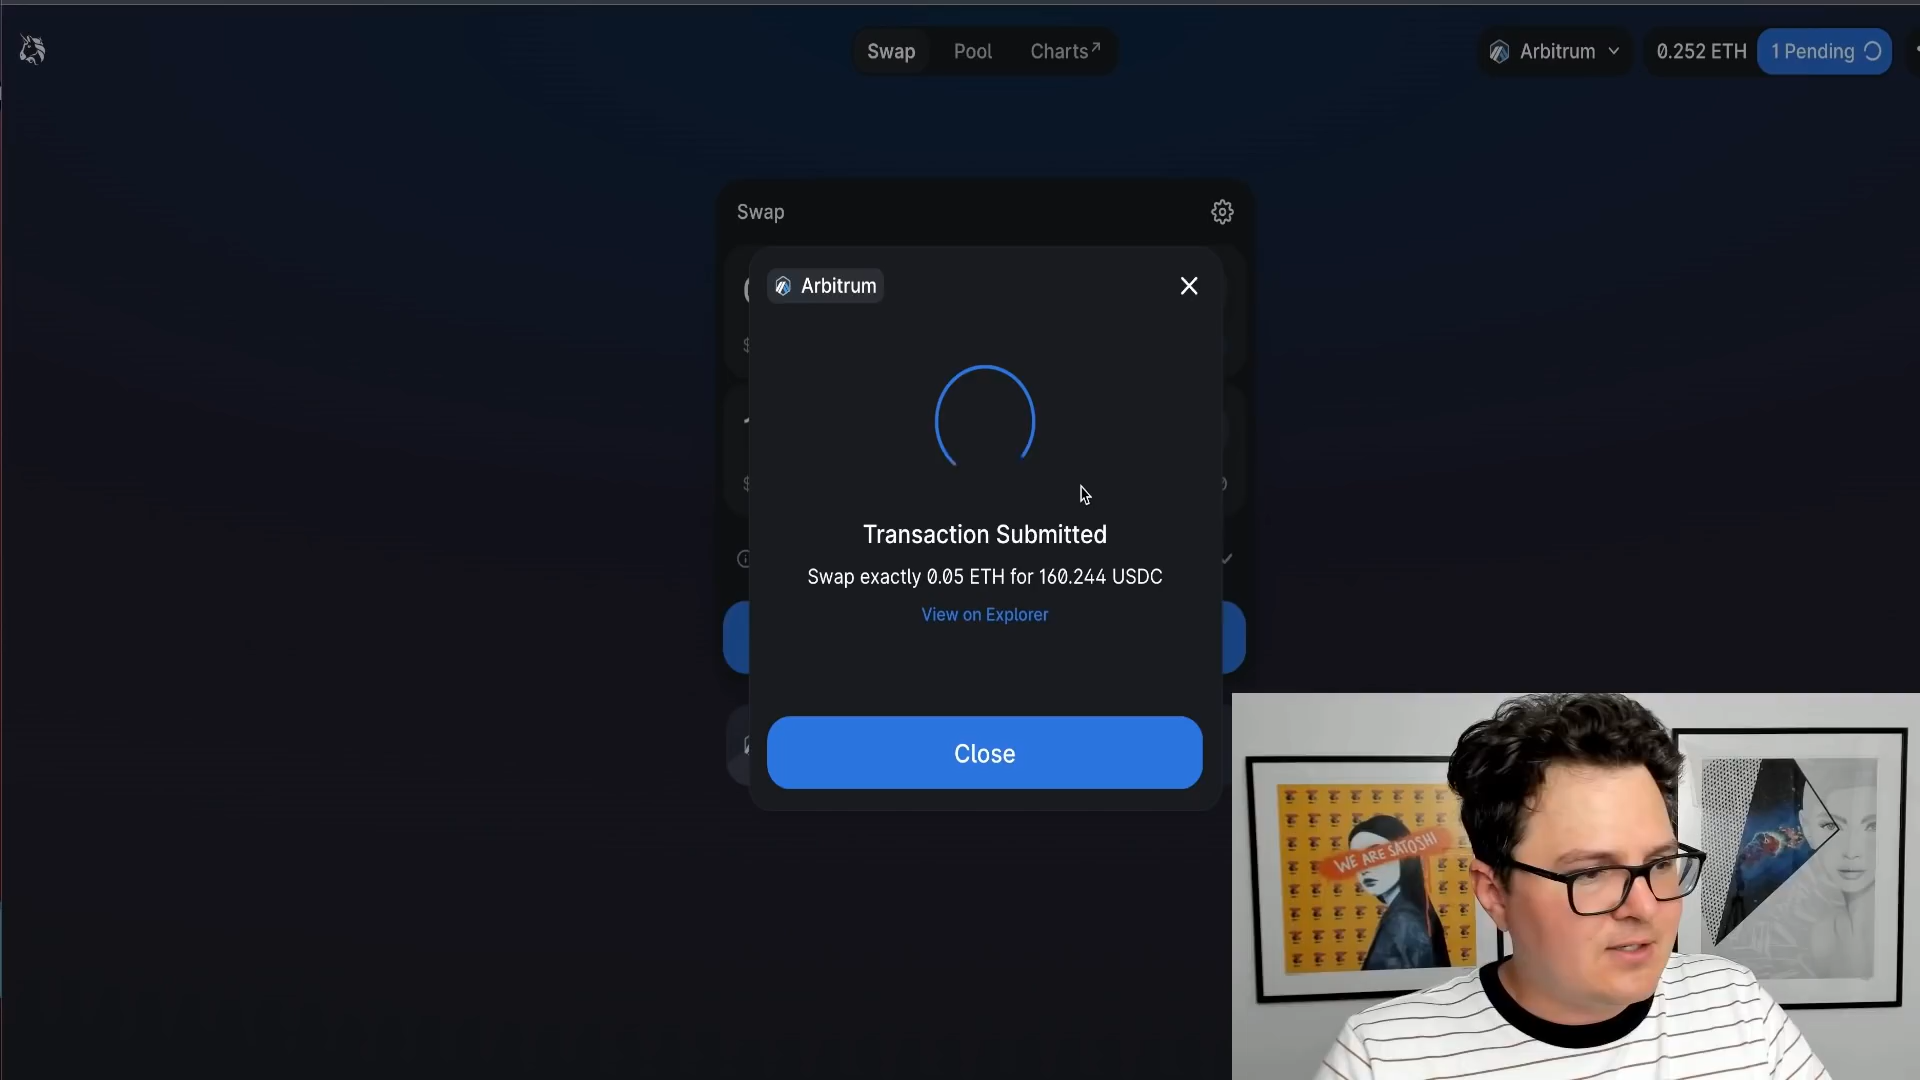 Swap
Pool
Charts↗
Arbitrum
0.252 ETH
1 Pending
Swap
Arbitrum
Transaction Submitted
Swap exactly 0.05 ETH for 160.244 USDC
View on Explorer
Close
WE ARE SATOSHI